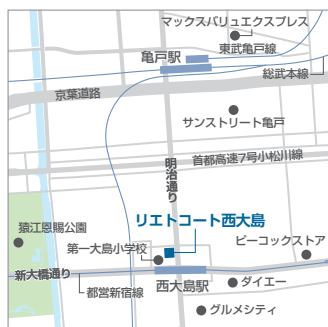 マックスバリュエクスプレス
亀戸駅
東武亀戸線
総武本線
京葉道路
サンストリート亀戸
明治通り
首都高速7号小松川線
リエトコート西大島
猿江恩賜公園
第一大島小学校
ピーコックストア
新大橋通り
都営新宿線
西大島駅
ダイエー
グルメシティ